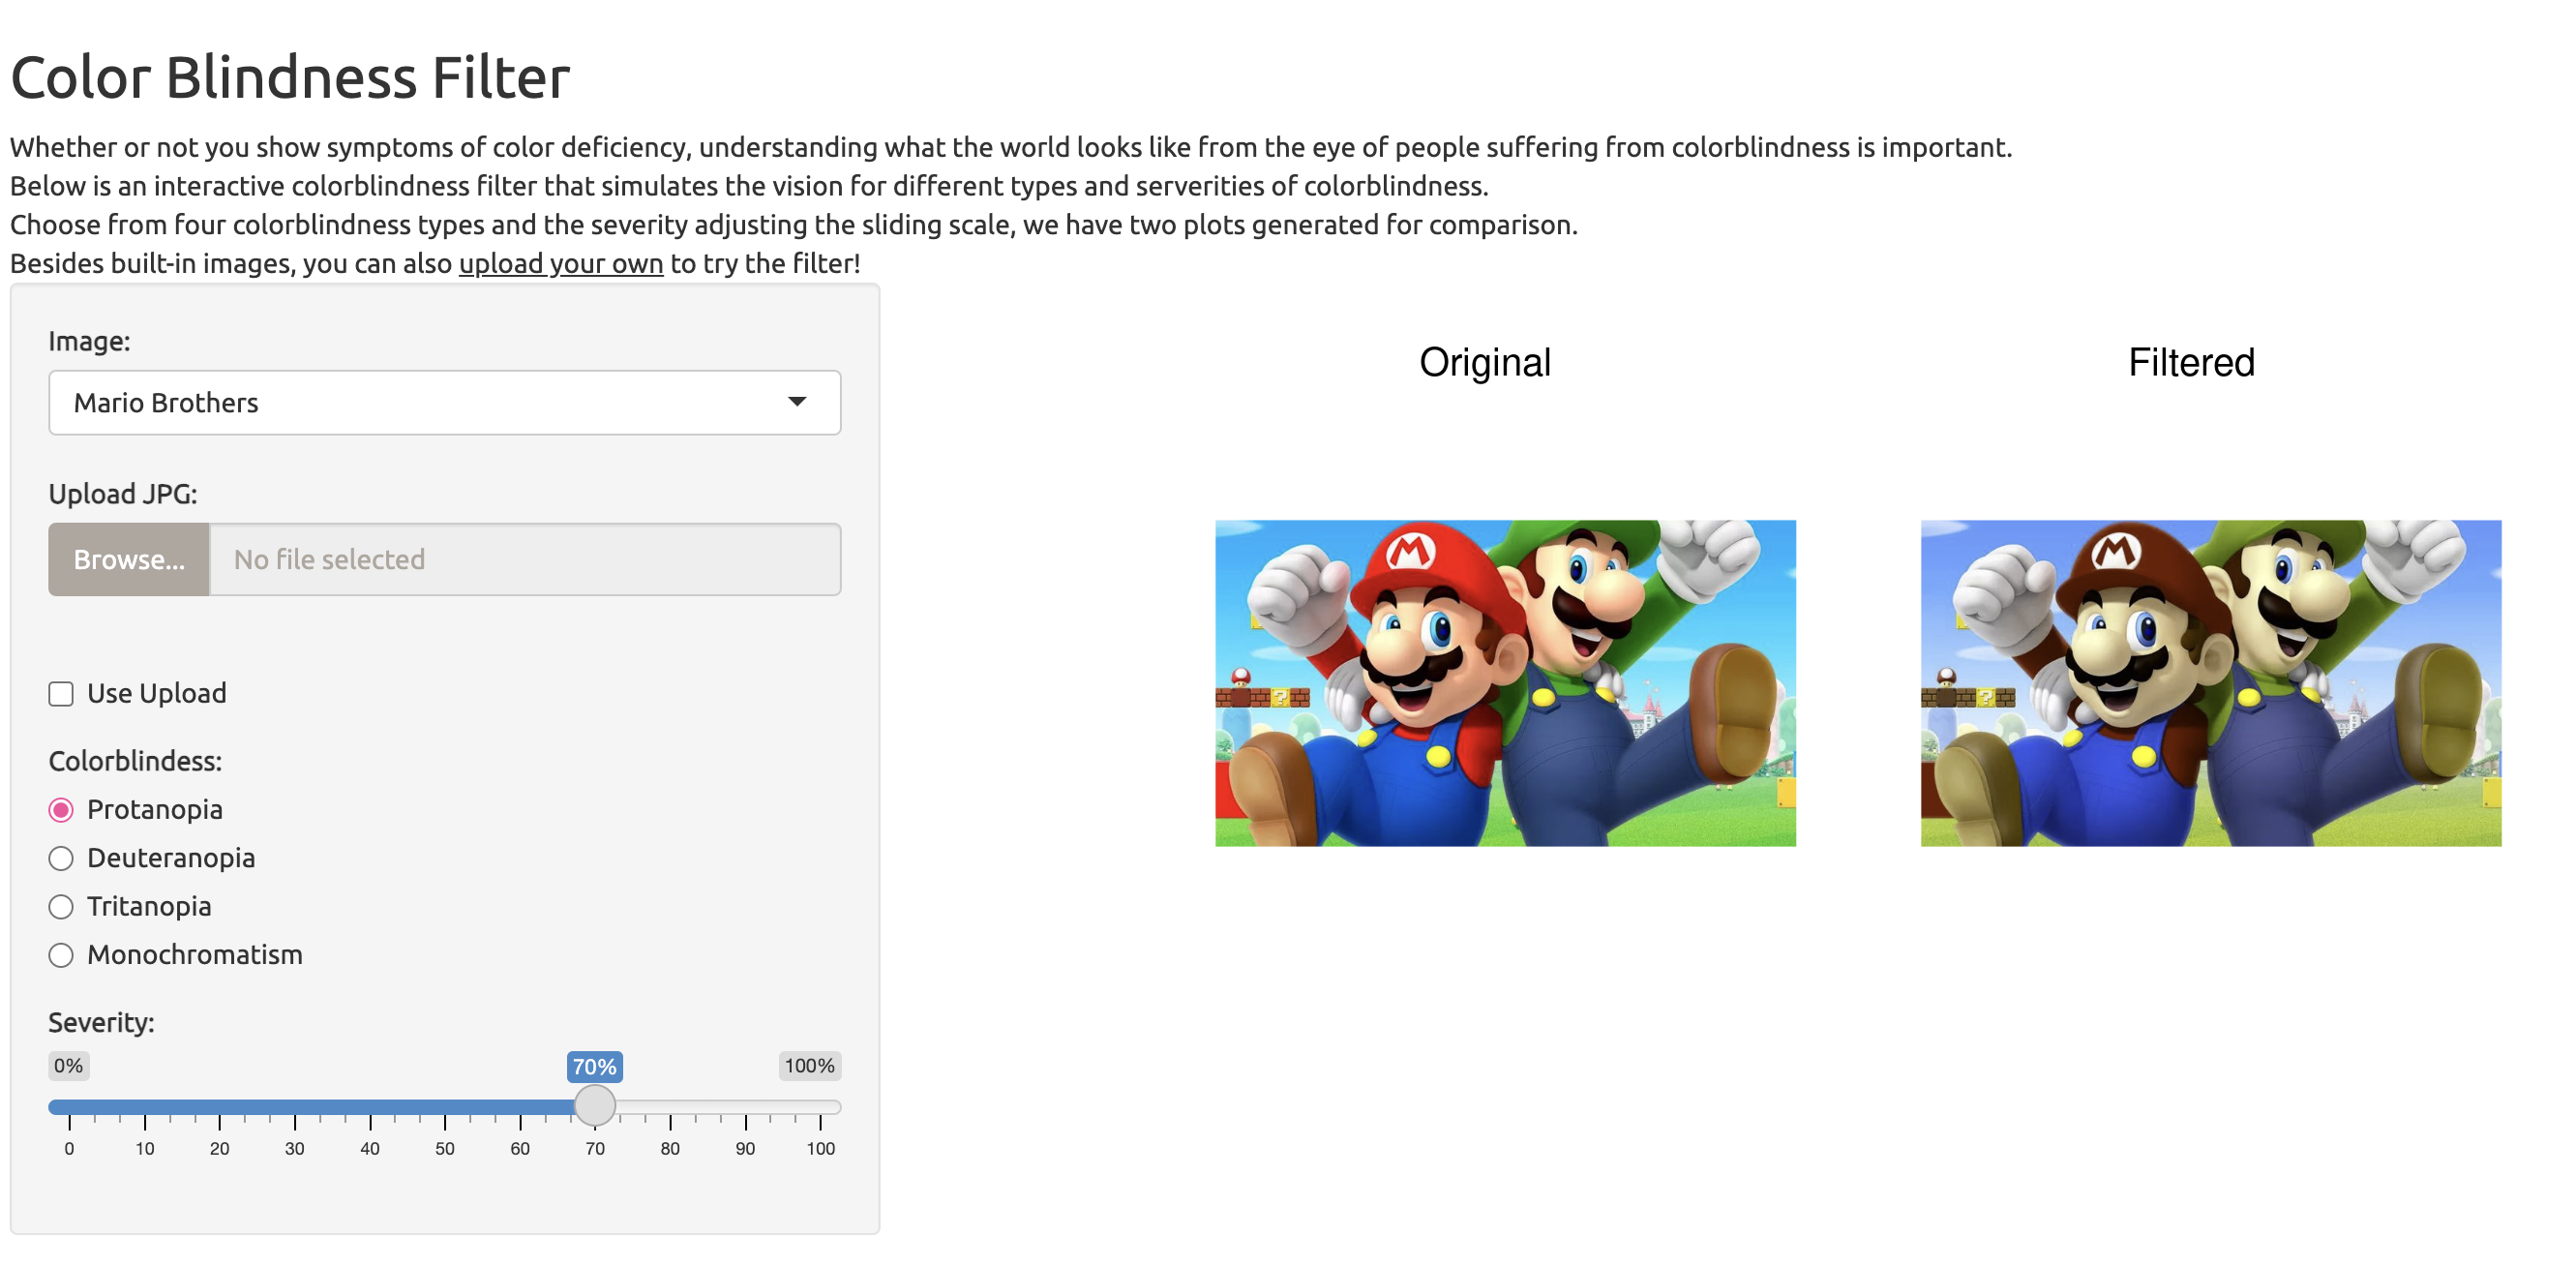 Color Blindness Filter
Whether or not you show symptoms of color deficiency, understanding what the world looks like from the eye of people suffering from colorblindness is important.
Below is an interactive colorblindness filter that simulates the vision for different types and serverities of colorblindness.
Choose from four colorblindness types and the severity adjusting the sliding scale, we have two plots generated for comparison.
Besides built-in images, you can also upload your own to try the filter!
Image:
Mario Brothers
Upload JPG:
Browse... No file selected
Use Upload
Colorblindess:
Protanopia
Deuteranopia
Tritanopia
Monochromatism
Severity:
0% 70% 100%
0 10 20 30 40 50 60 70 80 90 100
Original Filtered
M M
? ?